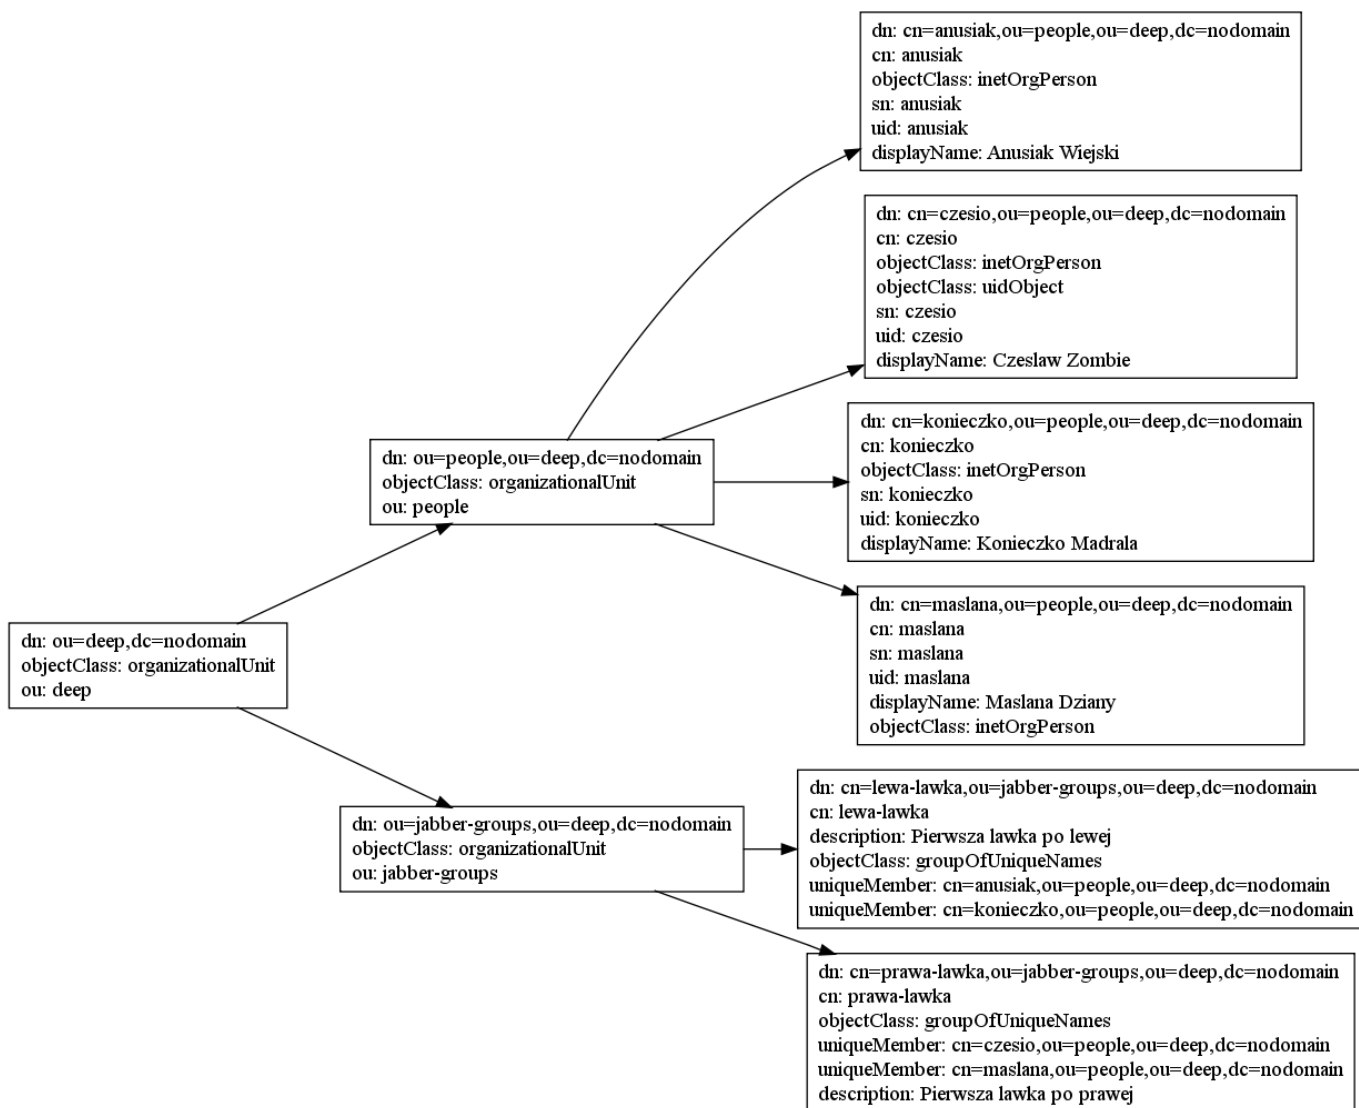 dn: cn=anusiak,ou=people,ou=deep,dc=nodomain
cn: anusiak
objectClass: inetOrgPerson
sn: anusiak
uid: anusiak
displayName: Anusiak Wiejski
dn: cn=czesio,ou=people,ou=deep,dc=nodomain
cn: czesio
objectClass: inetOrgPerson
objectClass: uidObject
sn: czesio
uid: czesio
displayName: Czeslaw Zombie
dn: cn=konieczko,ou=people,ou=deep,dc=nodomain
cn: konieczko
objectClass: inetOrgPerson
sn: konieczko
uid: konieczko
displayName: Konieczko Madrala
dn: ou=people,ou=deep,dc=nodomain
objectClass: organizationalUnit
ou: people
dn: cn=maslana,ou=people,ou=deep,dc=nodomain
cn: maslana
sn: maslana
uid: maslana
displayName: Maslana Dziany
objectClass: inetOrgPerson
dn: ou=deep,dc=nodomain
objectClass: organizationalUnit
ou: deep
dn: cn=lewa-lawka,ou=jabber-groups,ou=deep,dc=nodomain
cn: lewa-lawka
description: Pierwsza lawka po lewej
objectClass: groupOfUniqueNames
uniqueMember: cn=anusiak,ou=people,ou=deep,dc=nodomain
uniqueMember: cn=konieczko,ou=people,ou=deep,dc=nodomain
dn: ou=jabber-groups,ou=deep,dc=nodomain
objectClass: organizationalUnit
ou: jabber-groups
dn: cn=prawa-lawka,ou=jabber-groups,ou=deep,dc=nodomain
cn: prawa-lawka
objectClass: groupOfUniqueNames
uniqueMember: cn=czesio,ou=people,ou=deep,dc=nodomain
uniqueMember: cn=maslana,ou=people,ou=deep,dc=nodomain
description: Pierwsza lawka po prawej